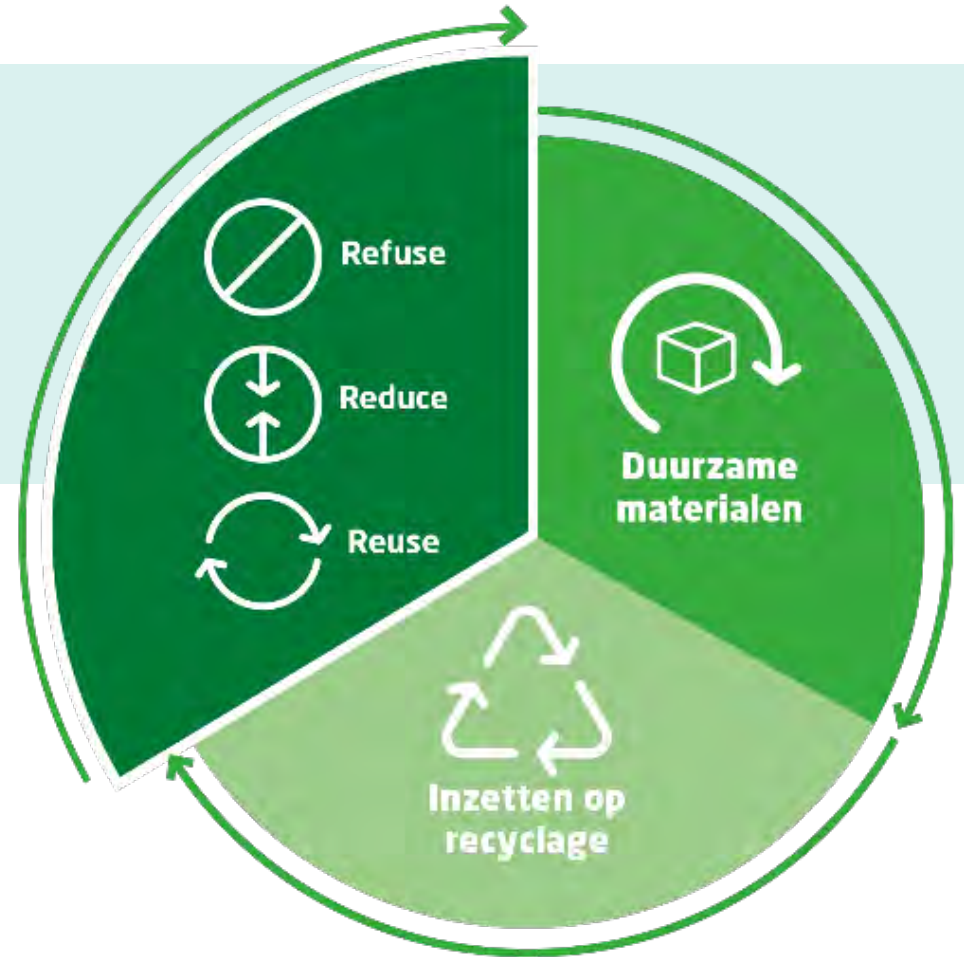 Refuse
Reduce
Reuse
Duurzame
materialen
Inzetten op
recyclage